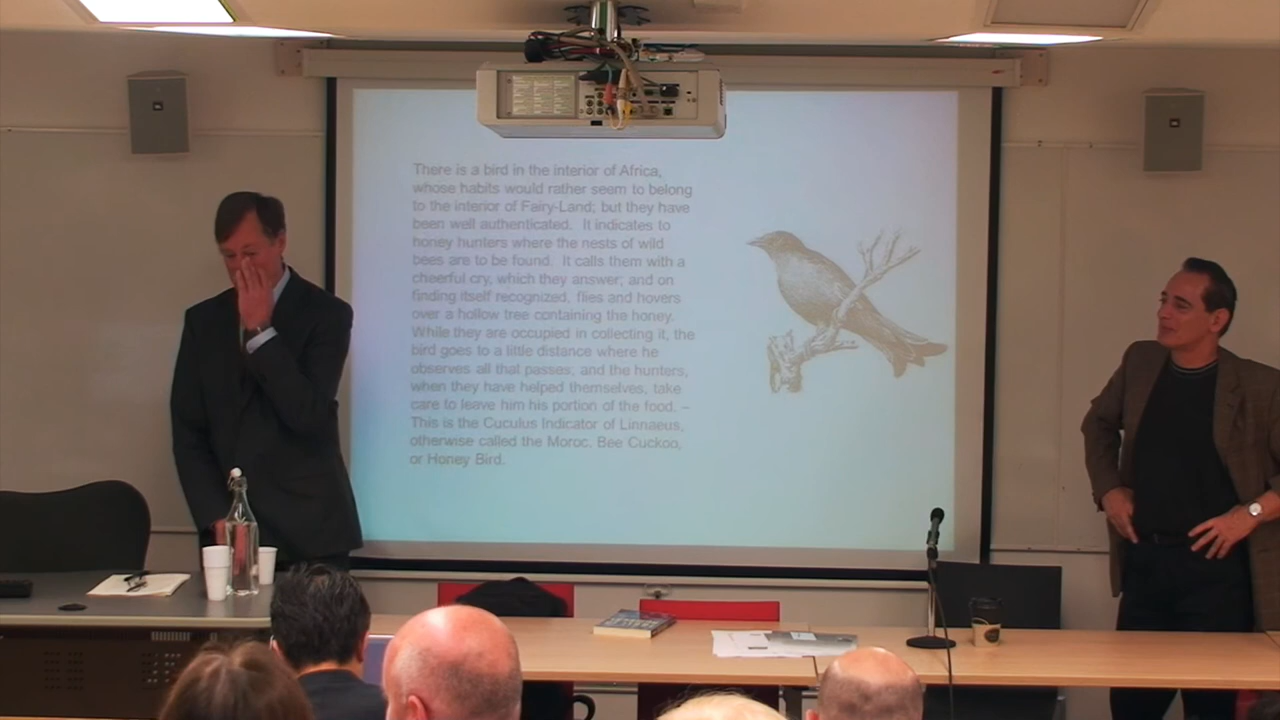 There is a bird in the interior of Africa,
whose habits would rather seem to belong
to the interior of Fairy-Land; but they have
been well authenticated. It indicates to
honey hunters where the nests of wild
bees are to be found. It calls them with a
cheerful cry, which they answer; and on
finding itself recognized, flies and hovers
over a hollow tree containing the honey.
While they are occupied in collecting it, the
bird goes to a little distance where he
observes all that passes; and the hunters,
when they have helped themselves, take
care to leave him his portion of the food. –
This is the Cuculus Indicator of Linnaeus,
otherwise called the Moroc, Bee Cuckoo,
or Honey Bird.